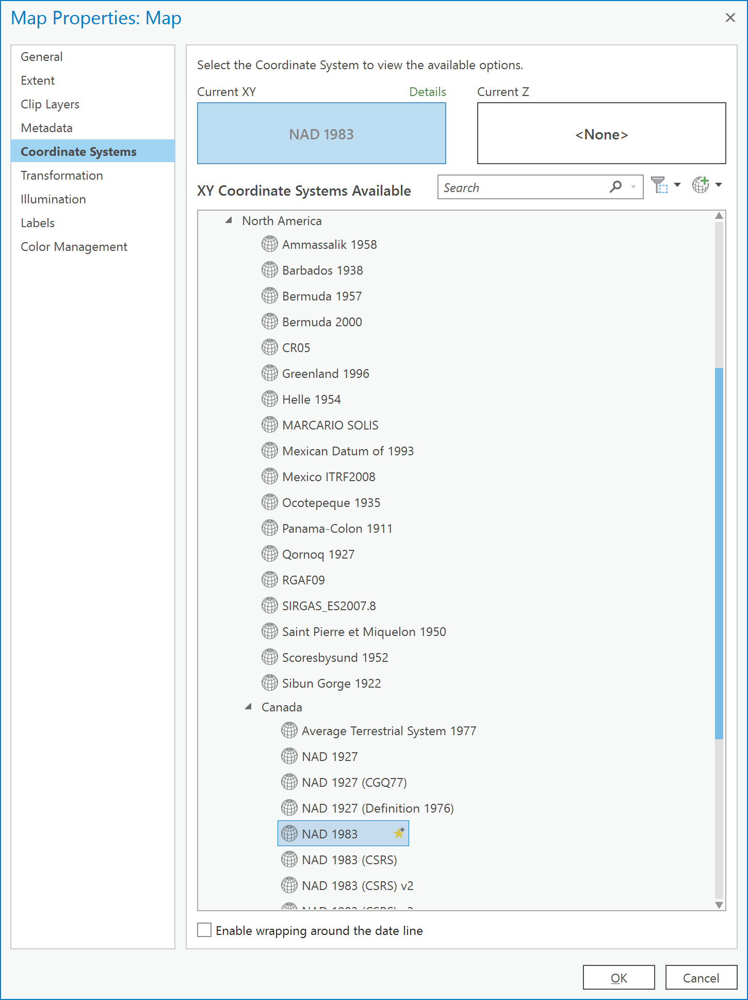 Map Properties: Map
General
Extent
Clip Layers
Metadata
Coordinate Systems
Transformation
Illumination
Labels
Color Management
Select the Coordinate System to view the available options.
Current XY
Details
Current Z
NAD 1983
<None>
XY Coordinate Systems Available
Search
North America
Ammassalik 1958
Barbados 1938
Bermuda 1957
Bermuda 2000
CR05
Greenland 1996
Helle 1954
MARCARIO SOLIS
Mexican Datum of 1993
Mexico ITRF2008
Ocotepeque 1935
Panama-Colon 1911
Qornoq 1927
RGAF09
SIRGAS_ES2007.8
Saint Pierre et Miquelon 1950
Scoresbysund 1952
Sibun Gorge 1922
Canada
Average Terrestrial System 1977
NAD 1927
NAD 1927 (CGQ77)
NAD 1927 (Definition 1976)
NAD 1983
NAD 1983 (CSRS)
NAD 1983 (CSRS) v2
Enable wrapping around the date line
OK
Cancel